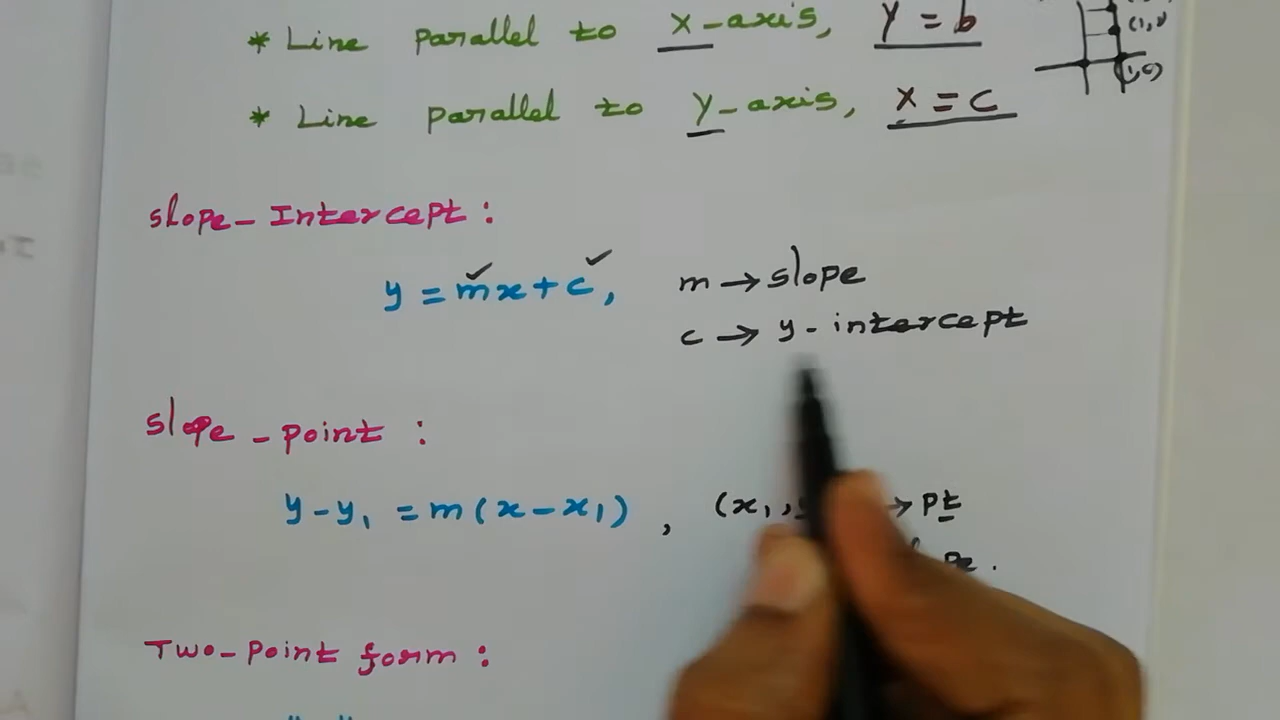 * Line parallel to X-axis, Y = b
* Line parallel to Y-axis, X = c
slope-Intercept:
y = mx + c, m → slope
c → y-intercept
slope-point:
y-y₁ = m(x-x₁), (x₁, → pt
Two-point form: